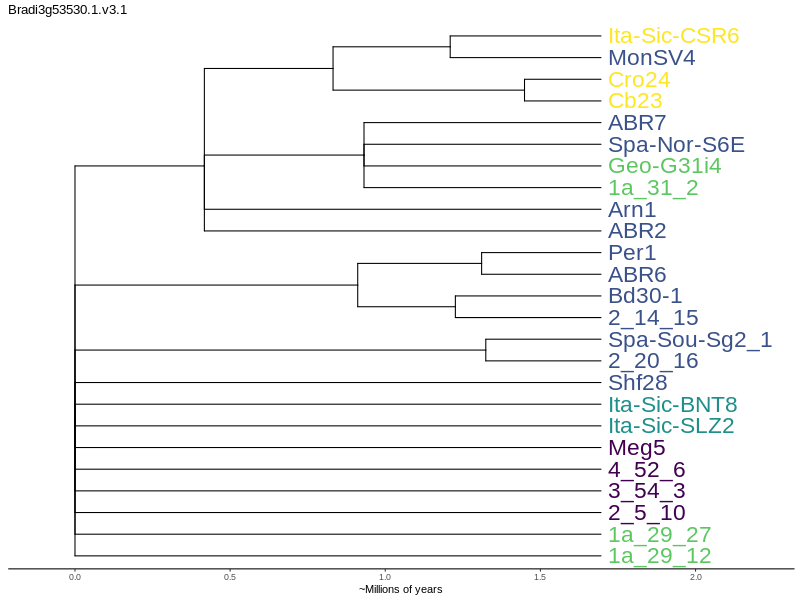 Bradi3g53530.1.v3.1
Ita-Sic-CSR6
MonSV4
Cro24
Cb23
ABR7
Spa-Nor-S6E
Geo-G31i4
1a_31_2
Arn1
ABR2
Per1
ABR6
Bd30-1
2_14_15
Spa-Sou-Sg2_1
2_20_16
Shf28
Ita-Sic-BNT8
Ita-Sic-SLZ2
Meg5
4_52_6
3_54_3
2_5_10
1a_29_27
1a_29_12
0.0 0.5 1.0 1.5 2.0
~Millions of years